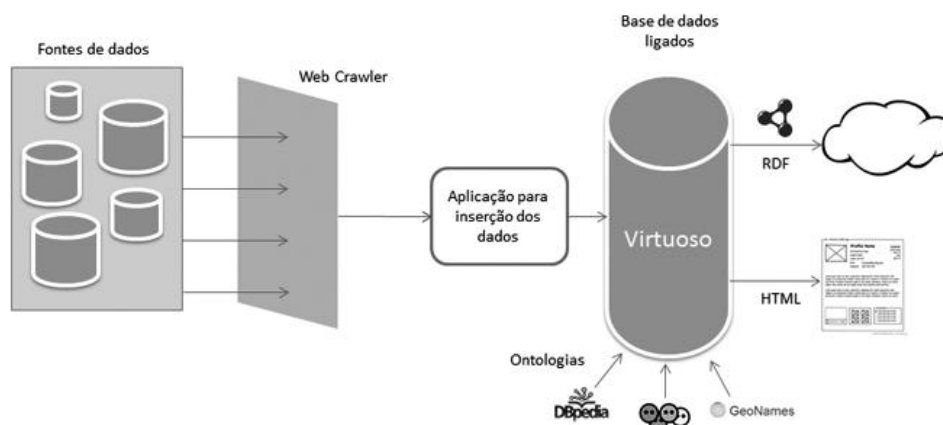 Fontes de dados
Web Crawler
Aplicação para
inserção dos
dados
Base de dados
ligados
Virtuoso
RDF
HTML
Ontologias
DBpedia
GeoNames